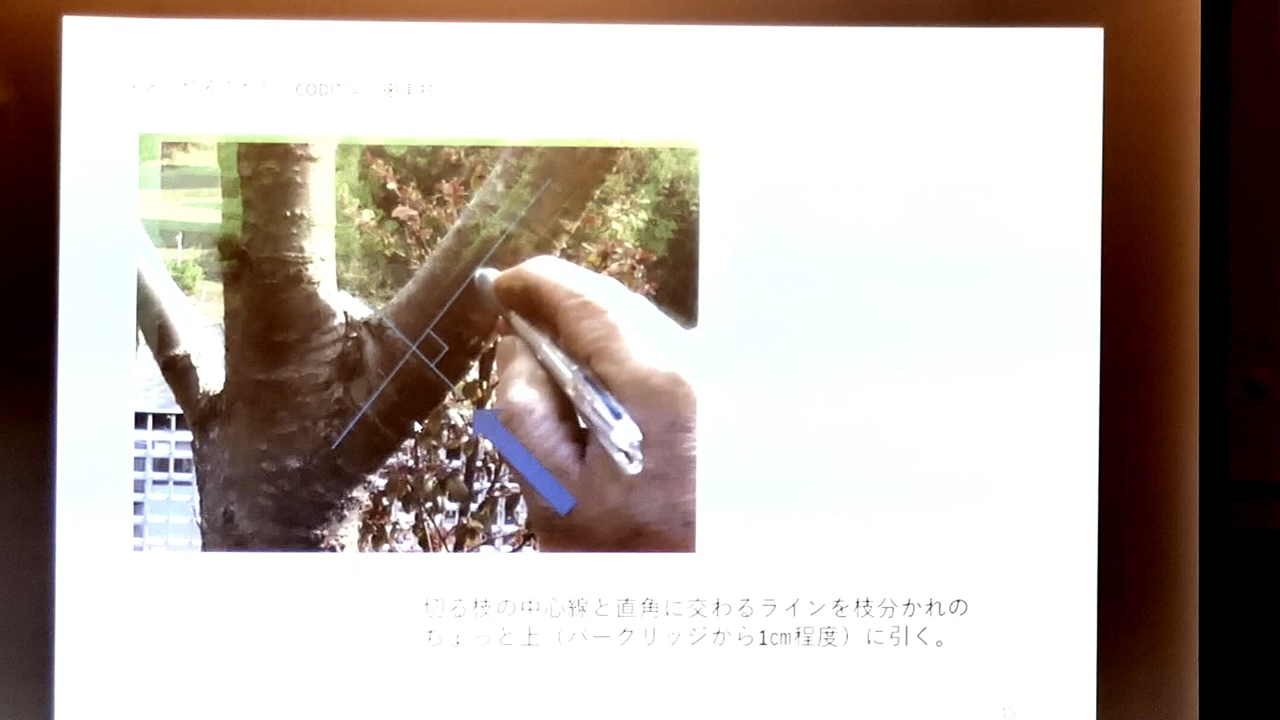 切る枝の中心線と直角に交わるラインを枝分かれの
ちょっと上（バークリッジから1cm程度）に引く。
15